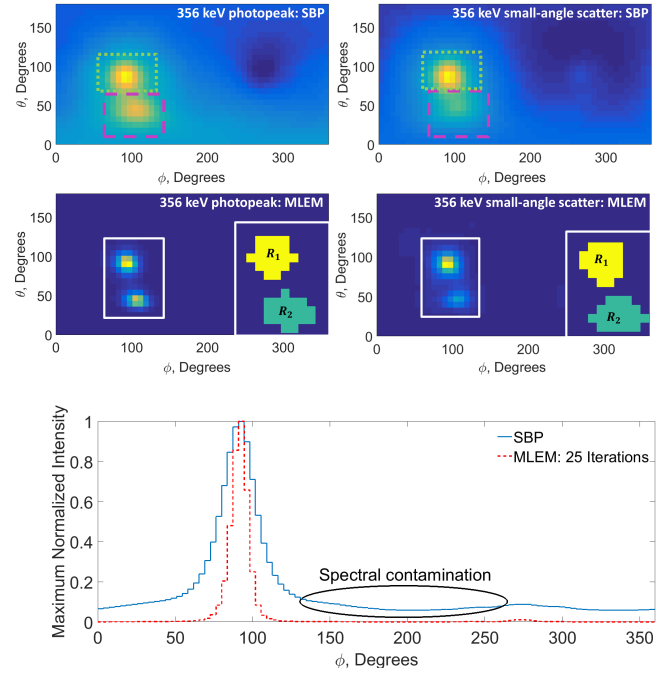 356 keV photopeak: SBP
150
100
50
0
θ, Degrees
0 100 200 300
ϕ, Degrees
356 keV small-angle scatter: SBP
150
100
50
0
θ, Degrees
0 100 200 300
ϕ, Degrees
356 keV photopeak: MLEM
R1
R2
150
100
50
0
θ, Degrees
0 100 200 300
ϕ, Degrees
356 keV small-angle scatter: MLEM
R1
R2
150
100
50
0
θ, Degrees
0 100 200 300
ϕ, Degrees
Maximum Normalized Intensity
1
0.8
0.6
0.4
0.2
0
SBP
MLEM: 25 Iterations
Spectral contamination
0 50 100 150 200 250 300 350
ϕ, Degrees